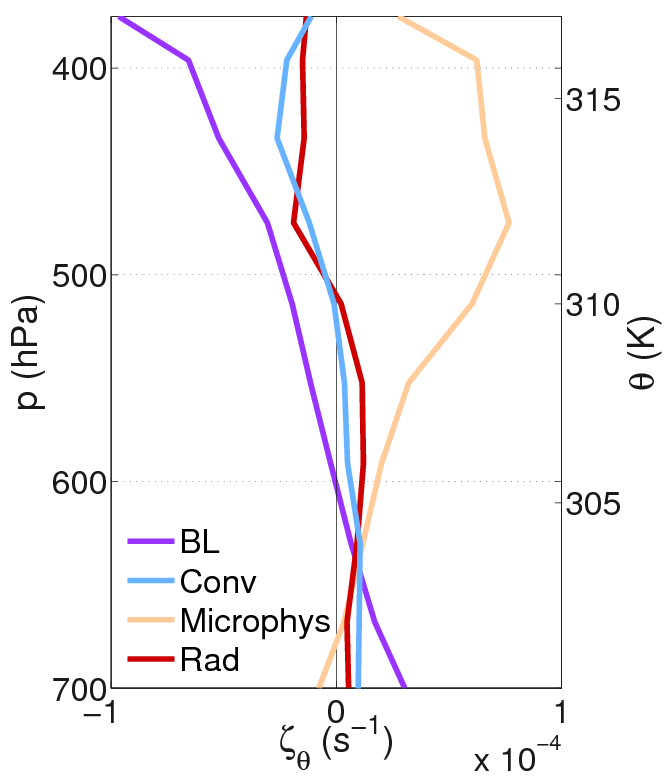 400
500
600
700
p (hPa)
315
310
305
θ (K)
BL
Conv
Microphys
Rad
−1
0
1
ζθ (s−1)
x 10−4